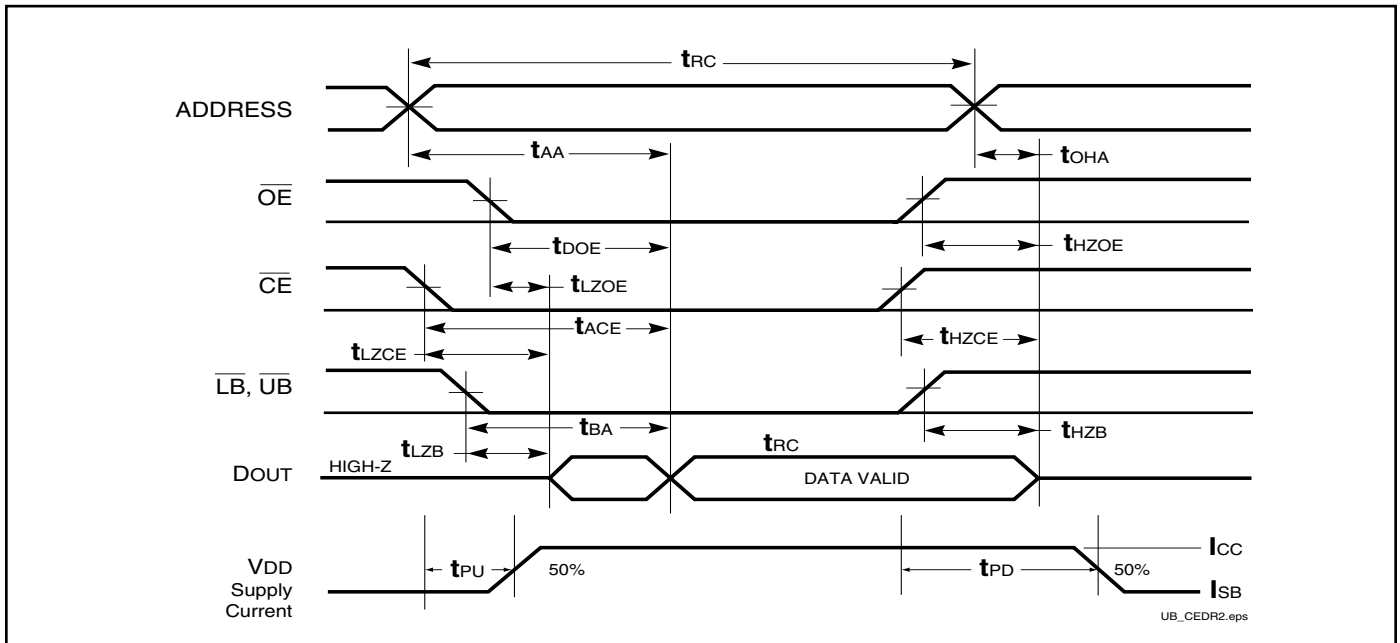 tRC
ADDRESS
tAA
tOHA
OE
tDOE
tHZOE
CE
tLZOE
tACE
tHZCE
tLZCE
LB, UB
tBA
tHZB
tLZB
tRC
DOUT
HIGH-Z
DATA VALID
ICC
VDD
Supply
Current
tPU
50%
tPD
50%
ISB
UB_CEDR2.eps